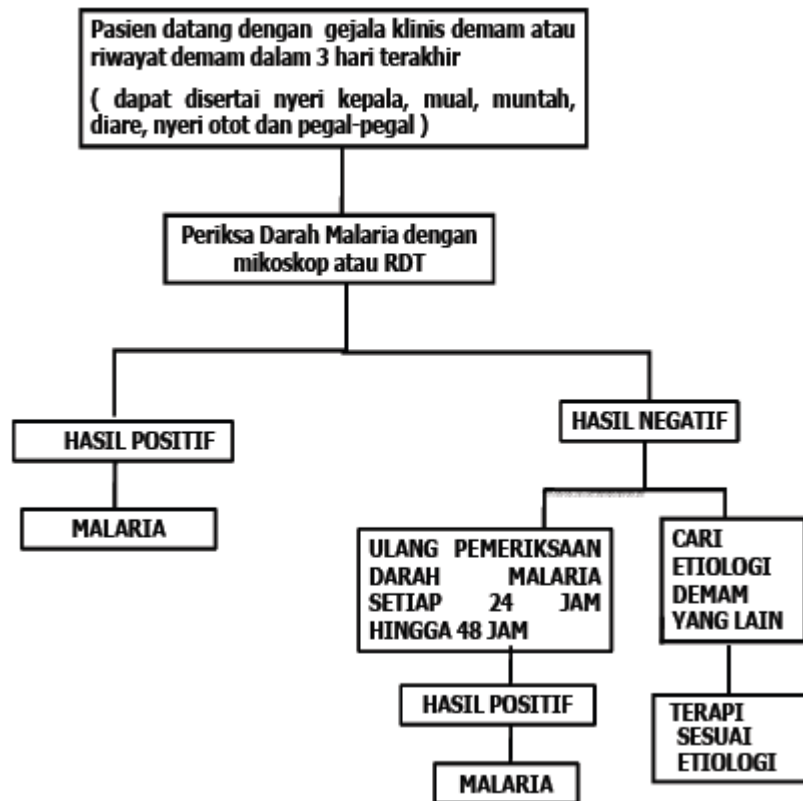 Pasien datang dengan gejala klinis demam atau
riwayat demam dalam 3 hari terakhir
( dapat disertai nyeri kepala, mual, muntah,
diare, nyeri otot dan pegal-pegal )
Periksa Darah Malaria dengan
mikoskop atau RDT
HASIL POSITIF
MALARIA
HASIL NEGATIF
ULANG PEMERIKSAAN
DARAH MALARIA
SETIAP 24 JAM
HINGGA 48 JAM
HASIL POSITIF
MALARIA
CARI
ETIOLOGI
DEMAM
YANG LAIN
TERAPI
SESUAI
ETIOLOGI